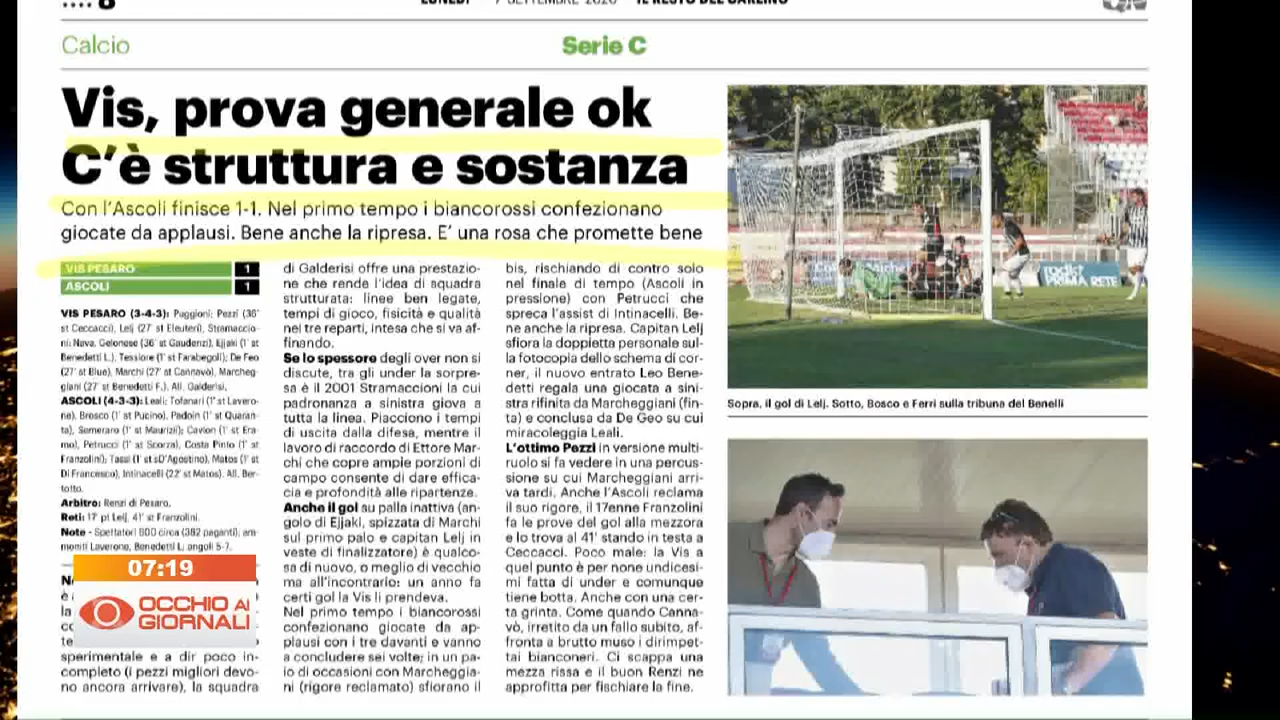 8
LUNEDÌ 7 SETTEMBRE 2020 IL RESTO DEL CARLINO
Calcio
Serie C
Vis, prova generale ok
C'è struttura e sostanza
Con l'Ascoli finisce 1-1. Nel primo tempo i biancorossi confezionano
giocate da applausi. Bene anche la ripresa. E' una rosa che promette bene
VIS PESARO 1
ASCOLI 1
VIS PESARO (3-4-3): Puggioni; Pezzi (36'
st Ceccacci), Lelj (27' st Eleuteri), Stramaccio-
ni; Nava, Gelonese (36' st Gaudenzi), Ejjaki (1' st
Benedetti L.), Tessiore (1' st Farabegoli); De Feo
(27' st Blue), Marchi (27' st Cannavò), Marcheg-
giani (27' st Benedetti F.). All. Galderisi.
ASCOLI (4-3-3): Leali; Tofanari (1' st Lavero-
ne), Brosco (1' st Pucino), Padoin (1' st Quaran-
ta), Semeraro (1' st Maurizii); Cavion (1' st Era-
mo), Petrucci (1' st Scorza), Costa Pinto (1' st
Franzolini); Tassi (1' st sD'Agostino), Matos (1' st
Di Francesco), Intinacelli (22' st Matos). All. Ber-
totto.
Arbitro: Renzi di Pesaro.
Reti: 17' pt Lelj, 41' st Franzolini.
Note - Spettatori 600 circa (382 paganti), am-
moniti Laverone, Benedetti L; angoli 5-7.
sperimentale e a dir poco in-
completo (i pezzi migliori devo-
no ancora arrivare), la squadra
di Galderisi offre una prestazio-
ne che rende l'idea di squadra
strutturata: linee ben legate,
tempi di gioco, fisicità e qualità
nel tre reparti, intesa che si va af-
finando.
Se lo spessore degli over non si
discute, tra gli under la sorpre-
sa è il 2001 Stramaccioni la cui
padronanza a sinistra giova a
tutta la linea. Piacciono i tempi
di uscita dalla difesa, mentre il
lavoro di raccordo di Ettore Mar-
chi che copre ampie porzioni di
campo consente di dare effica-
cia e profondità alle ripartenze.
Anche il gol su palla inattiva (an-
golo di Ejjaki, spizzata di Marchi
sul primo palo e capitan Lelj in
veste di finalizzatore) è qualco-
sa di nuovo, o meglio di vecchio
ma all'incontrario: un anno fa
certi gol la Vis li prendeva.
Nel primo tempo i biancorossi
confezionano giocate da ap-
plausi con i tre davanti e vanno
a concludere sei volte; in un pa-
io di occasioni con Marcheggia-
ni (rigore reclamato) sfiorano il
bis, rischiando di contro solo
nel finale di tempo (Ascoli in
pressione) con Petrucci che
spreca l'assist di Intinacelli. Be-
ne anche la ripresa. Capitan Lelj
sfiora la doppietta personale sul-
la fotocopia dello schema di cor-
ner, il nuovo entrato Leo Bene-
detti regala una giocata a sini-
stra rifinita da Marcheggiani (fin-
ta) e conclusa da De Geo su cui
miracoleggia Leali.
L'ottimo Pezzi in versione multi-
ruolo si fa vedere in una percus-
sione su cui Marcheggiani arri-
va tardi. Anche l'Ascoli reclama
il suo rigore, il 17enne Franzolini
fa le prove del gol alla mezzora
e lo trova al 41' stando in testa a
Ceccacci. Poco male: la Vis a
quel punto è per none undicesi-
mi fatta di under e comunque
tiene botta. Anche con una cer-
ta grinta. Come quando Canna-
vò, irretito da un fallo subito, af-
fronta a brutto muso i dirimpet-
tai bianconeri. Ci scappa una
mezza rissa e il buon Renzi ne
approfitta per fischiare la fine.
PRIMA RETE
Sopra, il gol di Lelj. Sotto, Bosco e Ferri sulla tribuna del Benelli
07:19
OCCHIO AI
GIORNALI